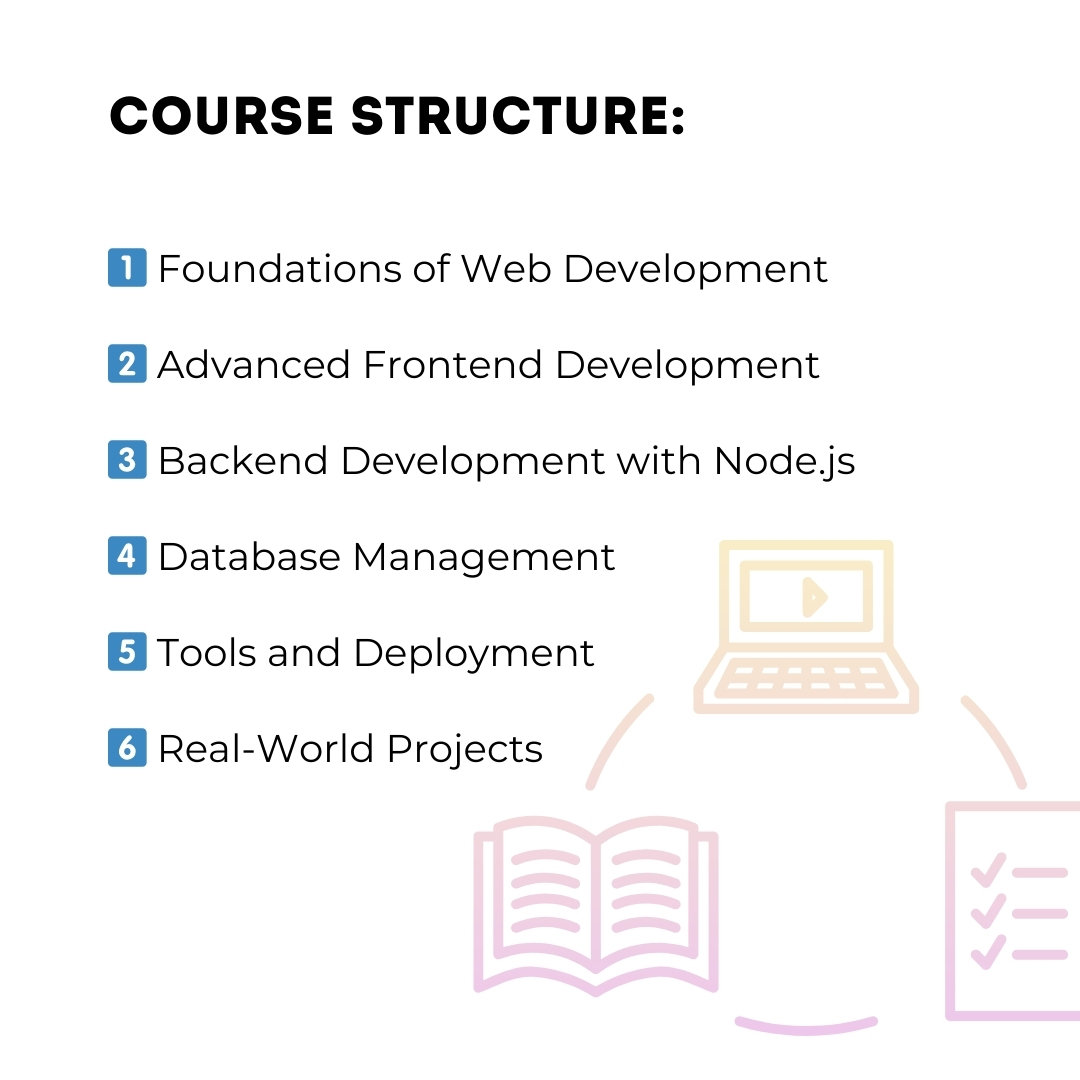 COURSE STRUCTURE:
1️⃣ Foundations of Web Development
2️⃣ Advanced Frontend Development
3️⃣ Backend Development with Node.js
4️⃣ Database Management
5️⃣ Tools and Deployment
6️⃣ Real-World Projects